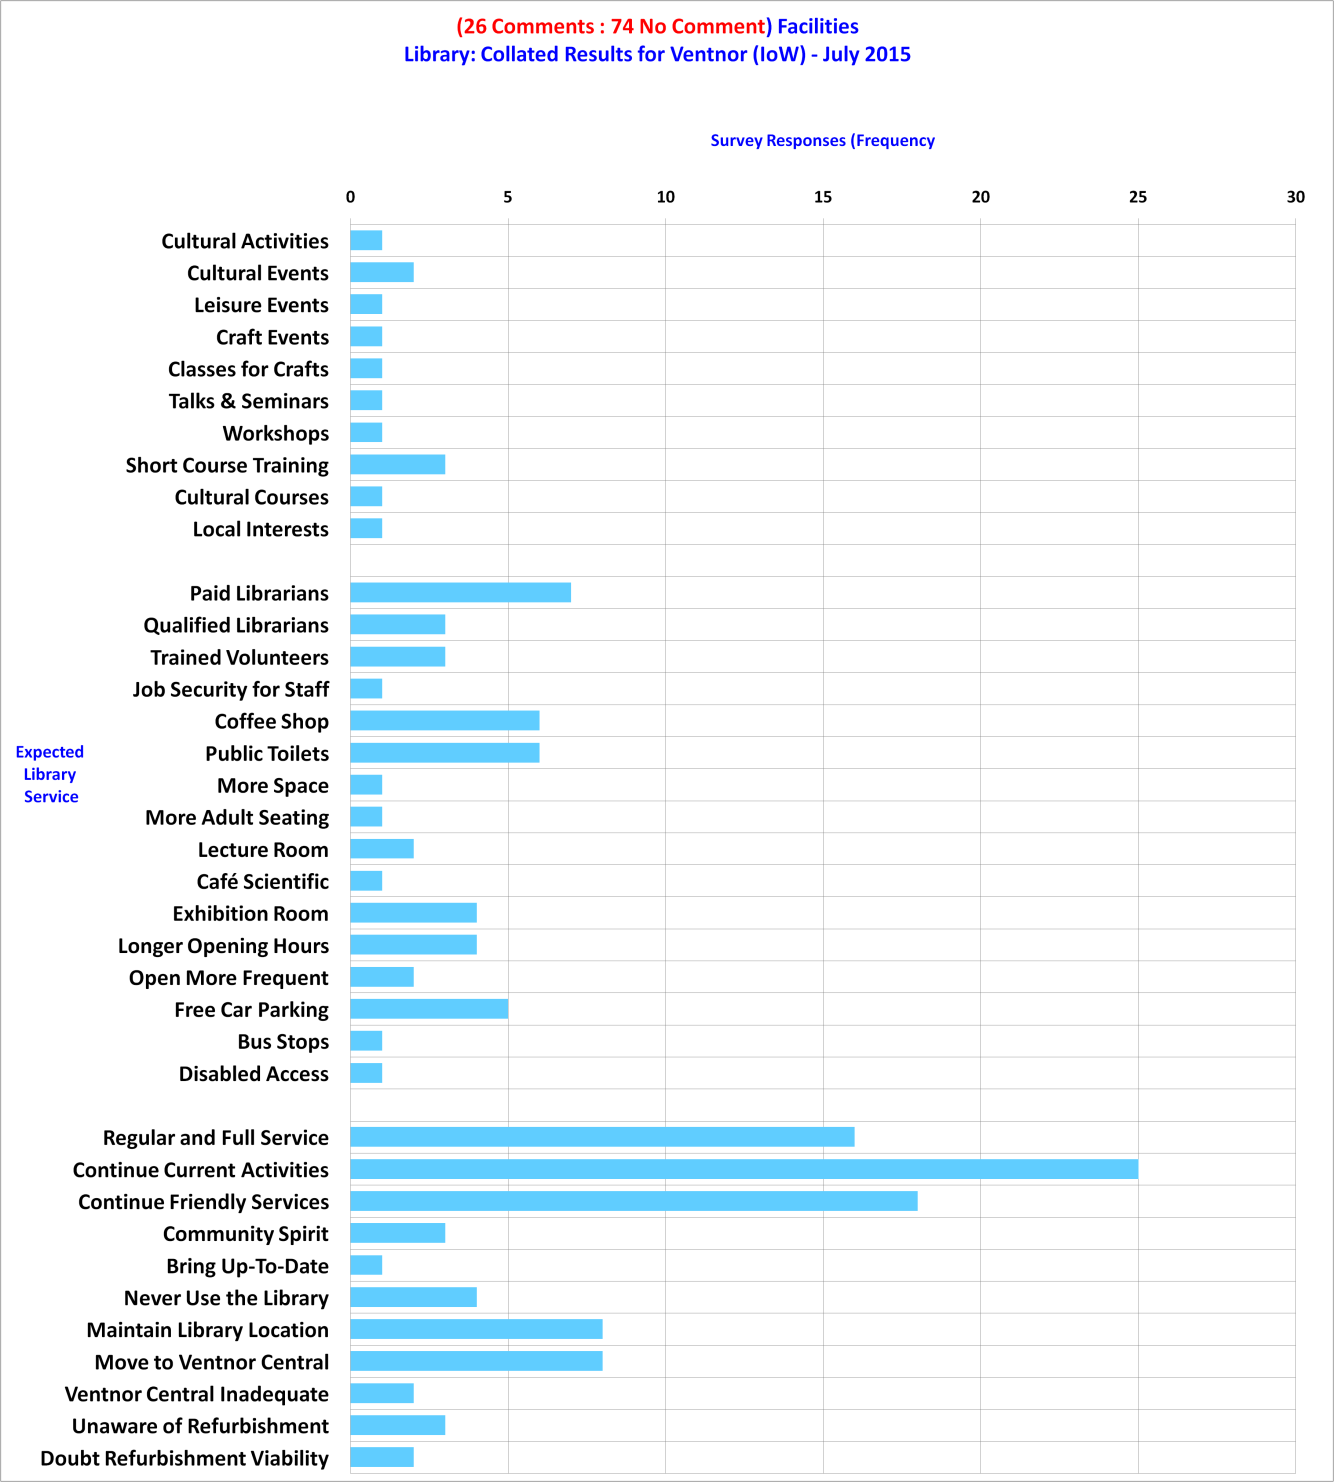 (26 Comments : 74 No Comment) Facilities
Library: Collated Results for Ventnor (IoW) - July 2015
Survey Responses (Frequency
0 5 10 15 20 25 30
Cultural Activities
Cultural Events
Leisure Events
Craft Events
Classes for Crafts
Talks & Seminars
Workshops
Short Course Training
Cultural Courses
Local Interests
Paid Librarians
Qualified Librarians
Trained Volunteers
Job Security for Staff
Coffee Shop
Public Toilets
Expected
Library
Service
More Space
More Adult Seating
Lecture Room
Café Scientific
Exhibition Room
Longer Opening Hours
Open More Frequent
Free Car Parking
Bus Stops
Disabled Access
Regular and Full Service
Continue Current Activities
Continue Friendly Services
Community Spirit
Bring Up-To-Date
Never Use the Library
Maintain Library Location
Move to Ventnor Central
Ventnor Central Inadequate
Unaware of Refurbishment
Doubt Refurbishment Viability